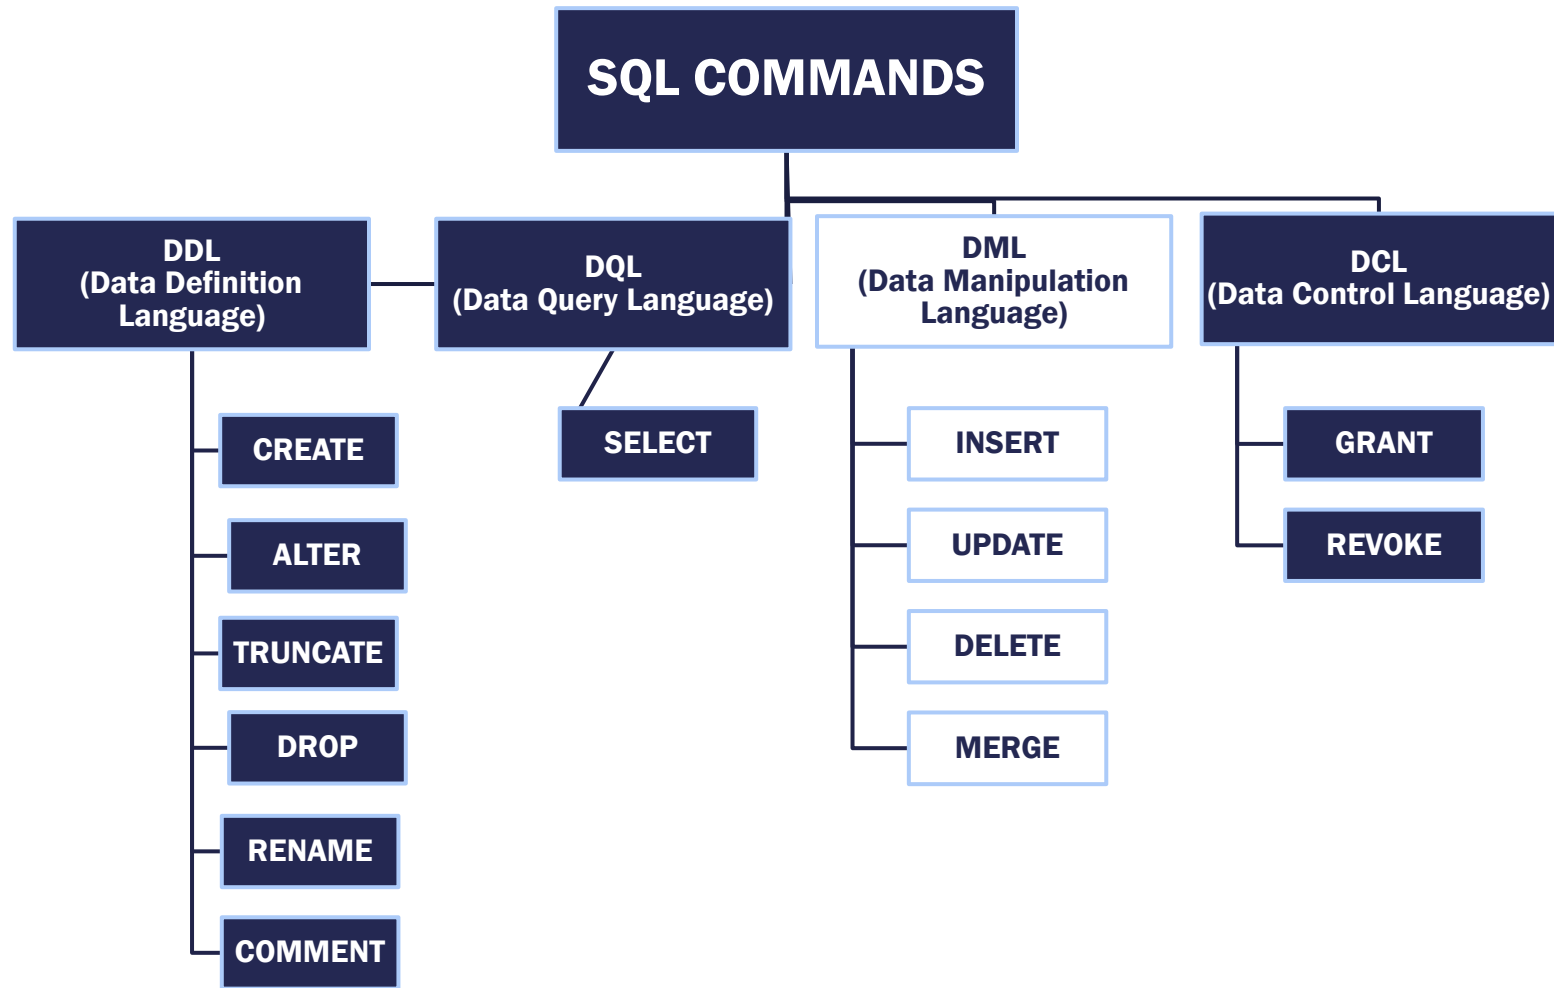 SQL COMMANDS
DDL
(Data Definition
Language)
DQL
(Data Query Language)
DML
(Data Manipulation
Language)
DCL
(Data Control Language)
CREATE
ALTER
TRUNCATE
DROP
RENAME
COMMENT
SELECT
INSERT
UPDATE
DELETE
MERGE
GRANT
REVOKE